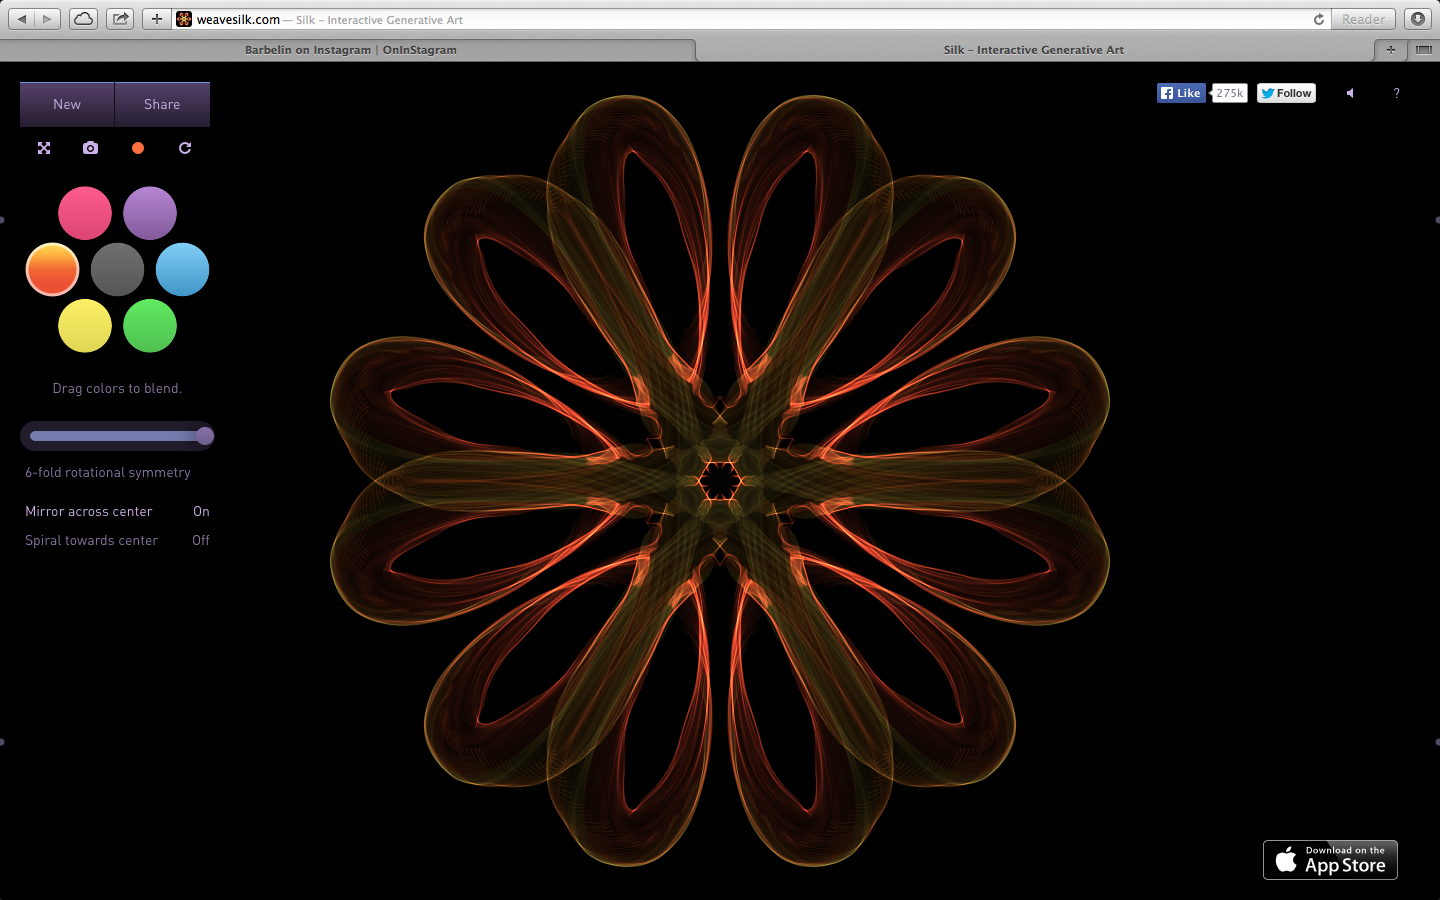 weavesilk.com — Silk – Interactive Generative Art
Reader
Barbelin on Instagram | OnInStagram
Silk – Interactive Generative Art
New
Share
Like
275k
Follow
?
Drag colors to blend.
6-fold rotational symmetry
Mirror across center On
Spiral towards center Off
Download on the
App Store